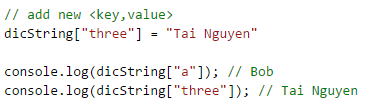 // add new <key,value>
dicString["three"] = "Tai Nguyen"
console.log(dicString["a"]); // Bob
console.log(dicString["three"]); // Tai Nguyen